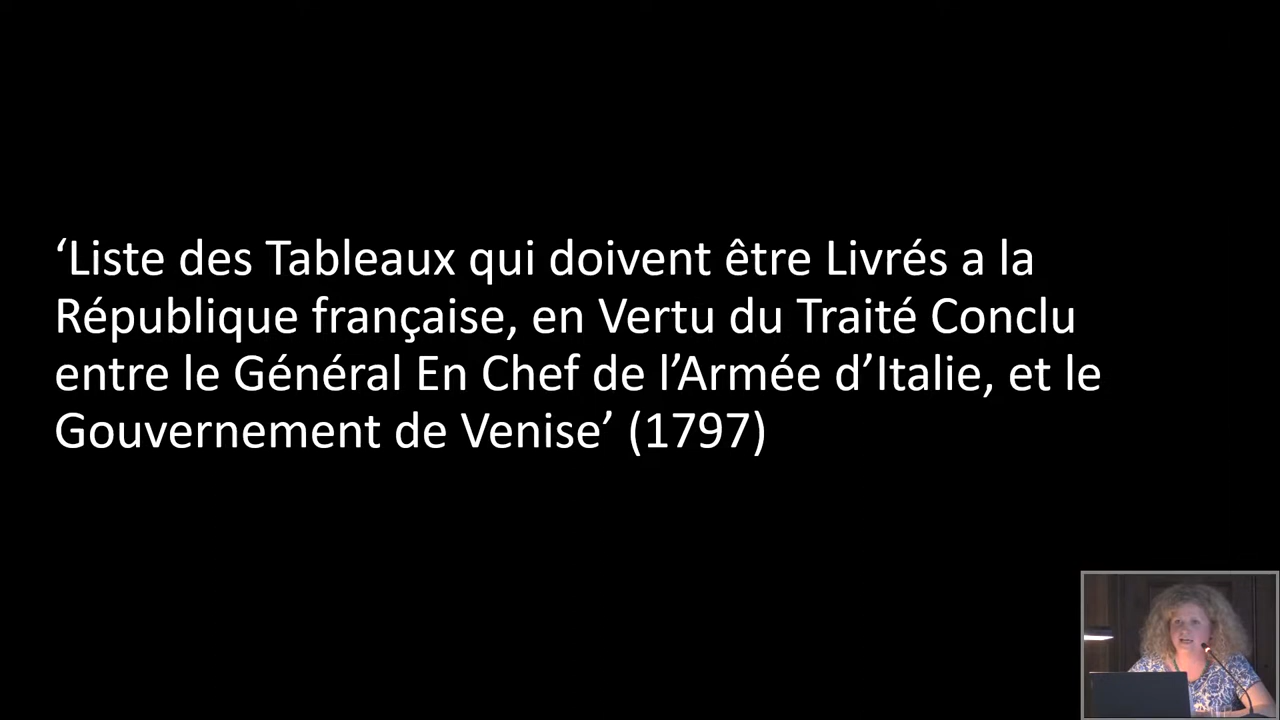 ‘Liste des Tableaux qui doivent être Livrés a la
République française, en Vertu du Traité Conclu
entre le Général En Chef de l’Armée d’Italie, et le
Gouvernement de Venise’ (1797)